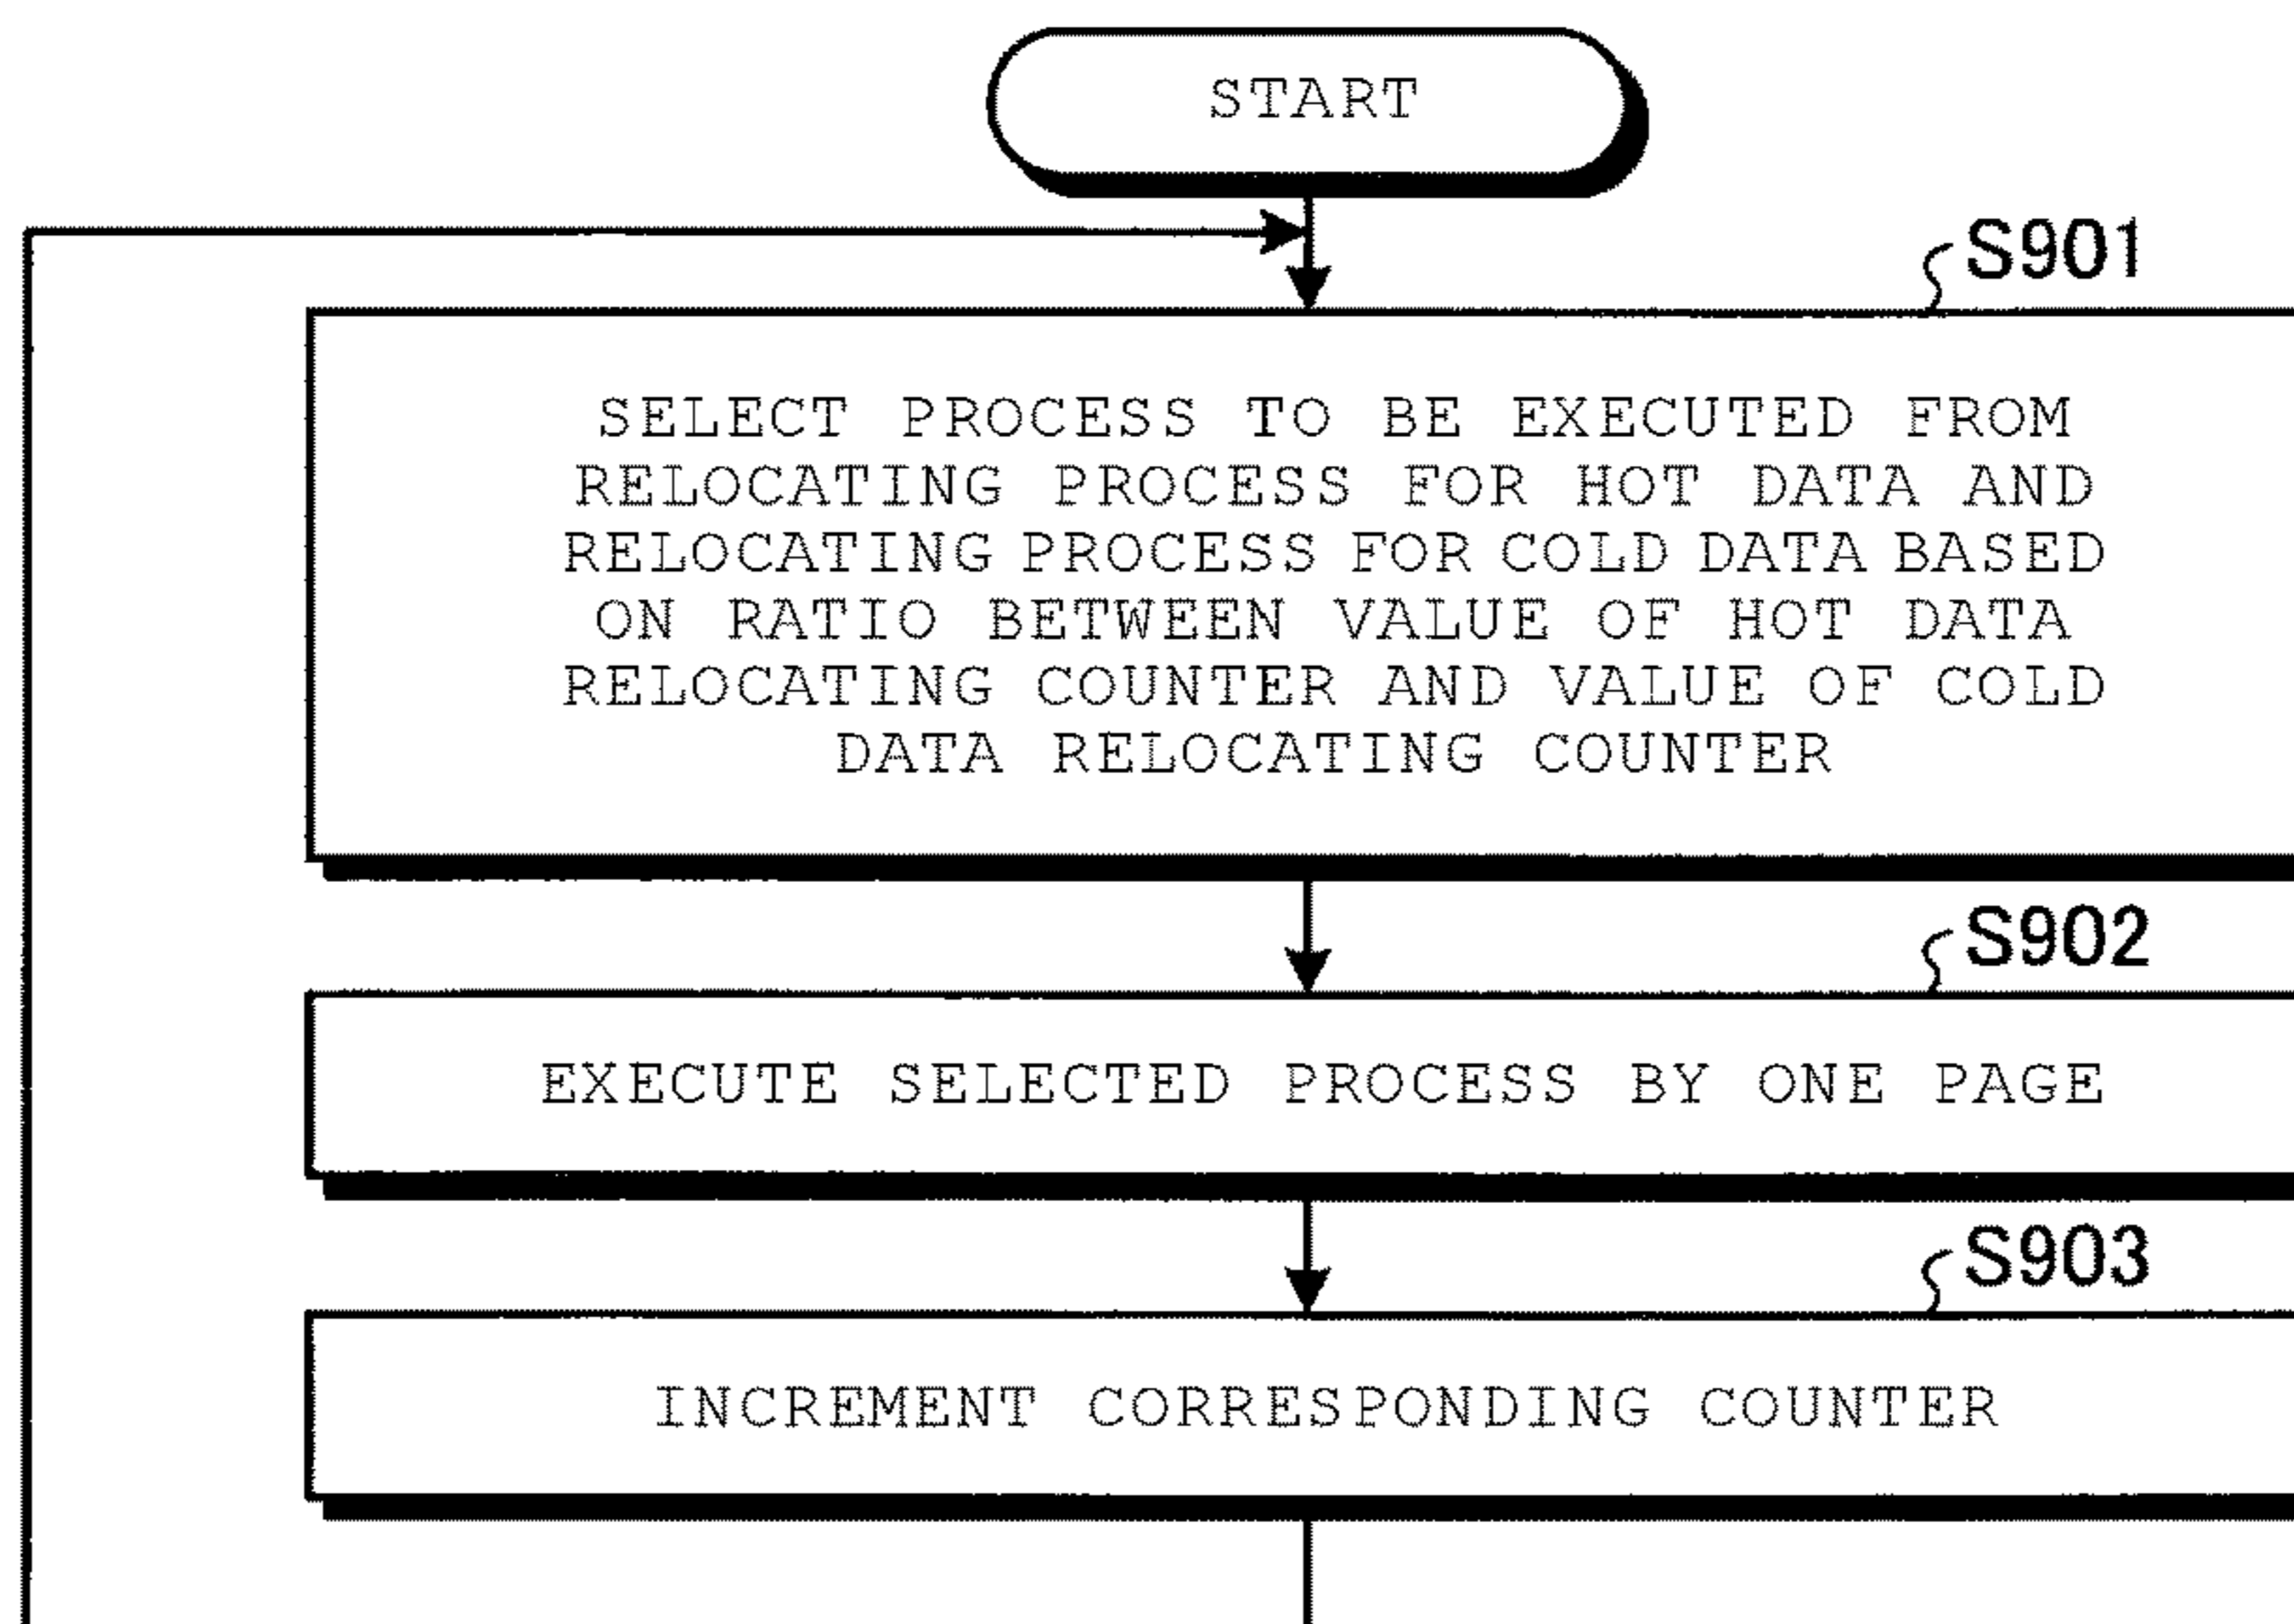 START
S901
SELECT PROCESS TO BE EXECUTED FROM
RELOCATING PROCESS FOR HOT DATA AND
RELOCATING PROCESS FOR COLD DATA BASED
ON RATIO BETWEEN VALUE OF HOT DATA
RELOCATING COUNTER AND VALUE OF COLD
DATA RELOCATING COUNTER
S902
EXECUTE SELECTED PROCESS BY ONE PAGE
S903
INCREMENT CORRESPONDING COUNTER